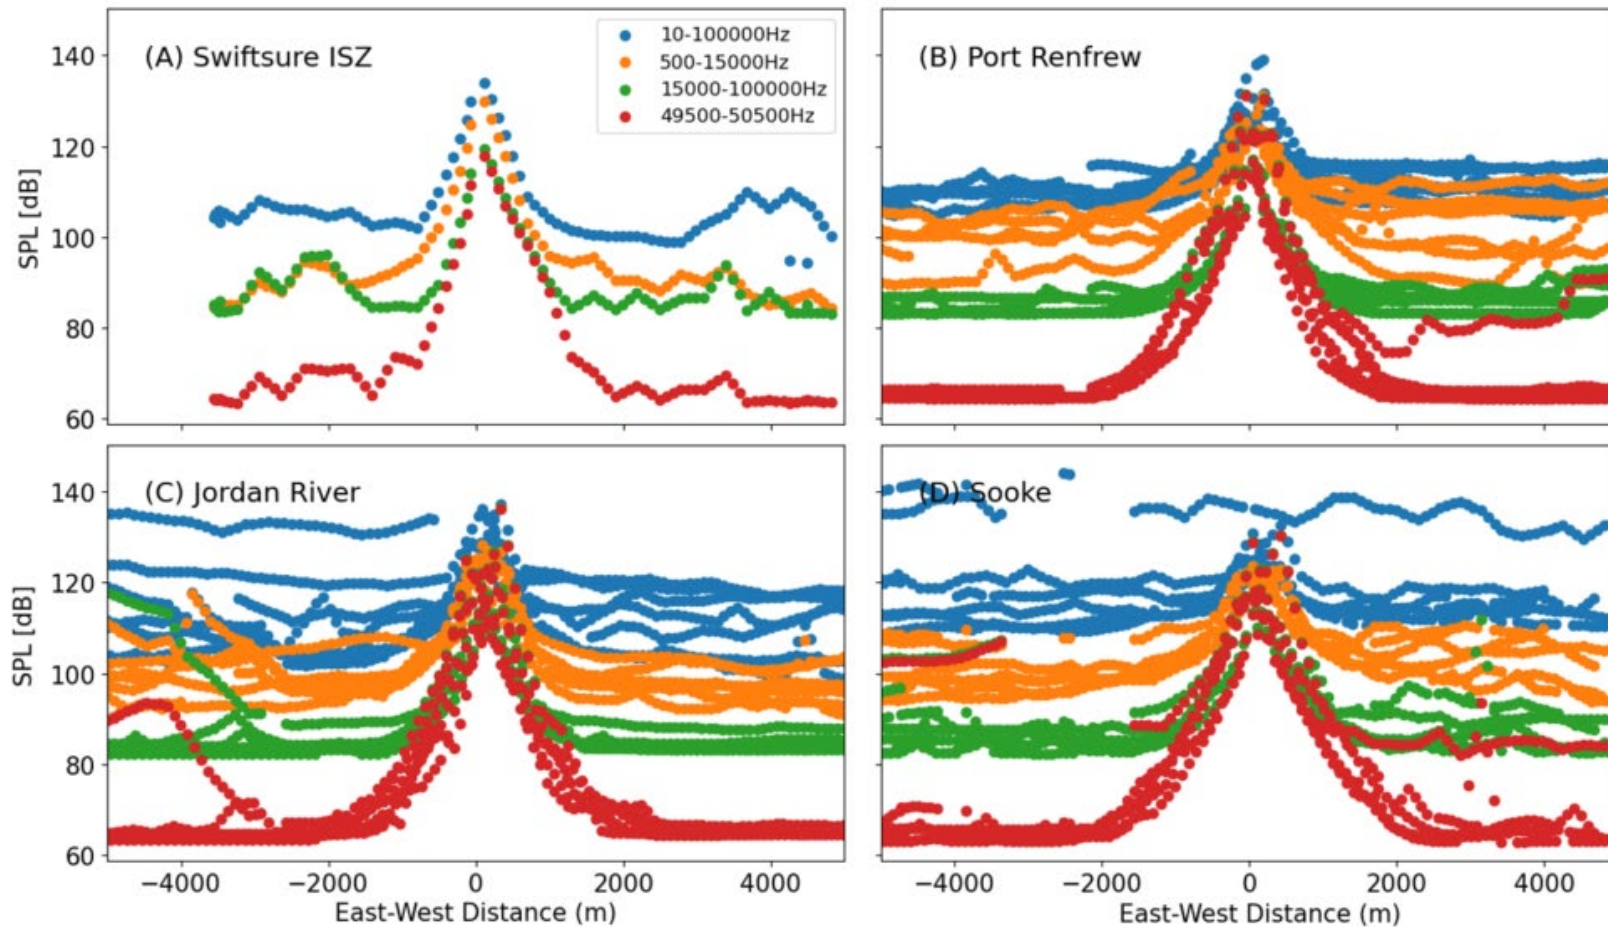 (A) Swiftsure ISZ
10-100000Hz
500-15000Hz
15000-100000Hz
49500-50500Hz
(B) Port Renfrew
140
120
100
80
60
SPL [dB]
(C) Jordan River
(D) Sooke
140
120
100
80
60
SPL [dB]
−4000 −2000 0 2000 4000
−4000 −2000 0 2000 4000
East-West Distance (m)
East-West Distance (m)